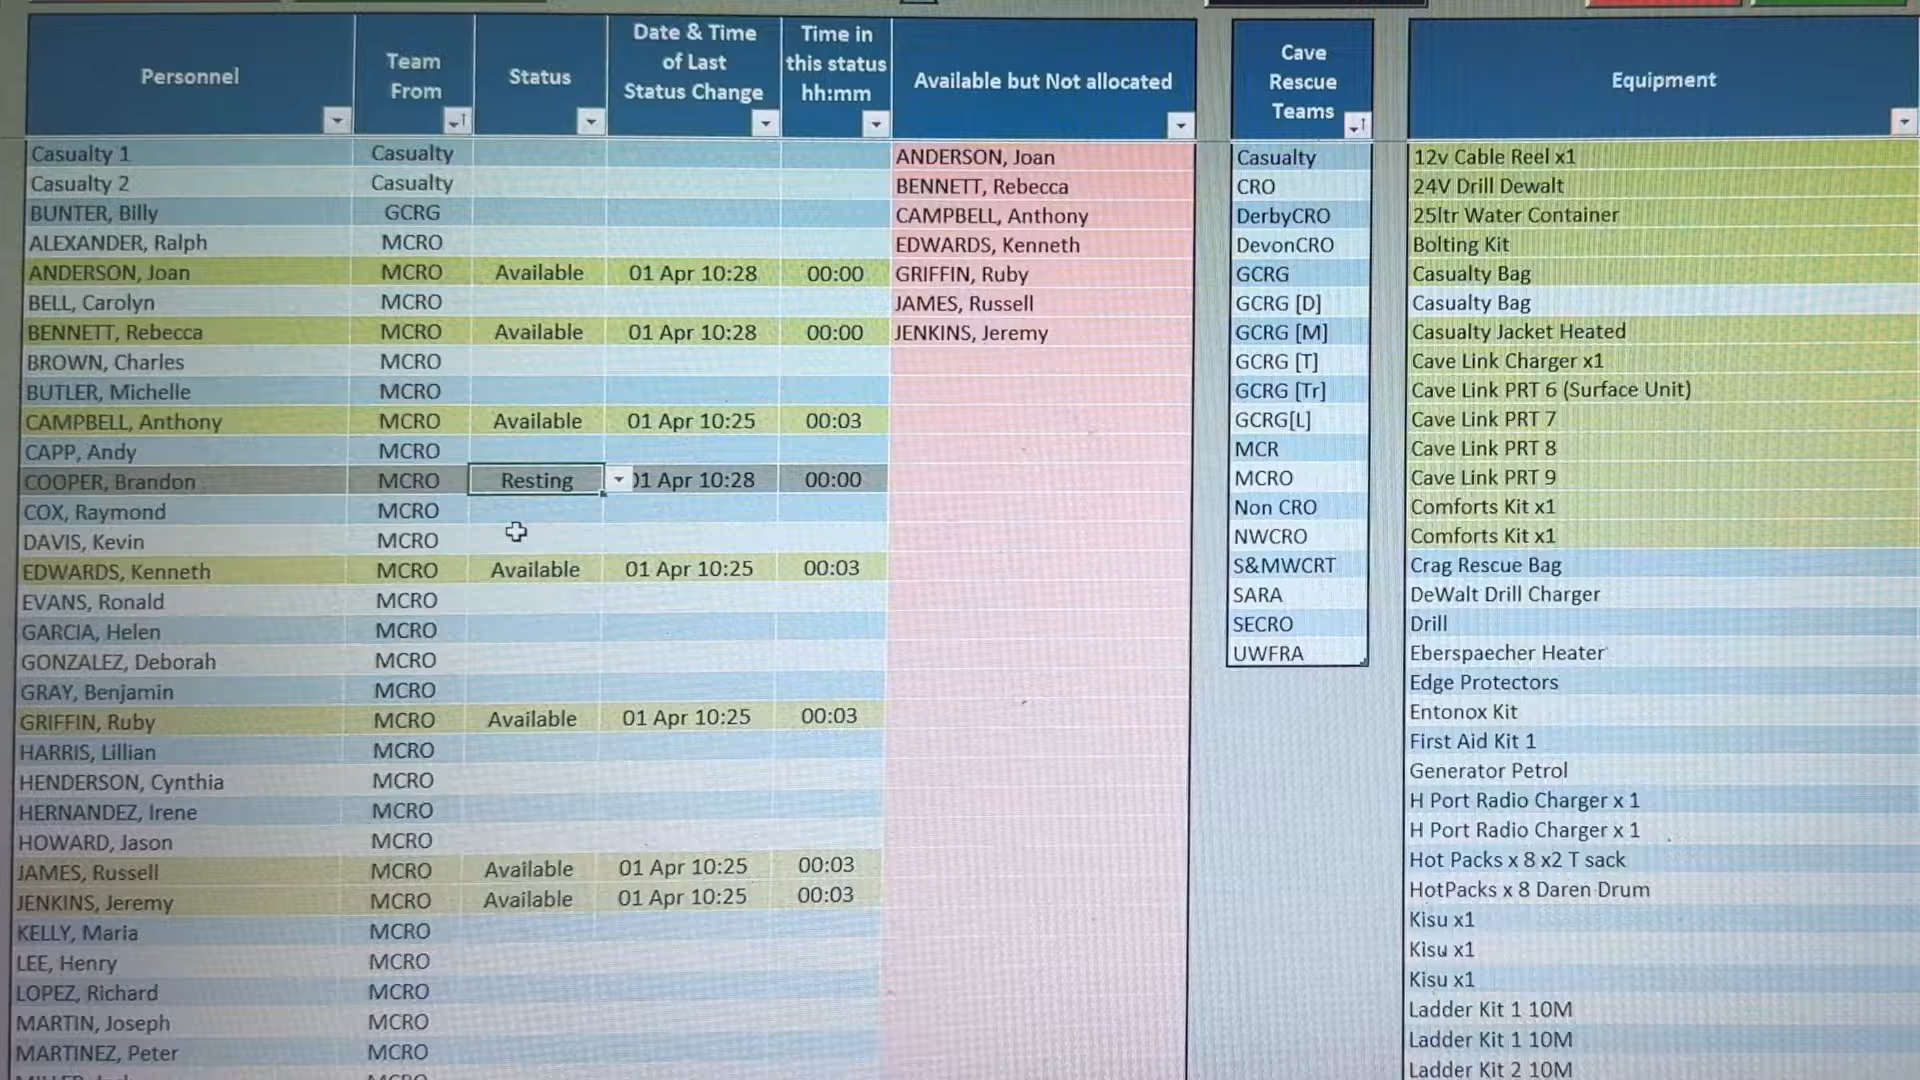 Personnel
Team From
Status
Date & Time of Last Status Change
Time in this status hh:mm
Available but Not allocated
Cave Rescue Teams
Equipment
Casualty 1 Casualty ANDERSON, Joan Casualty 12v Cable Reel x1
Casualty 2 Casualty BENNETT, Rebecca CRO 24V Drill Dewalt
BUNTER, Billy GCRG CAMPBELL, Anthony DerbyCRO 25ltr Water Container
ALEXANDER, Ralph MCRO EDWARDS, Kenneth DevonCRO Bolting Kit
ANDERSON, Joan MCRO Available 01 Apr 10:28 00:00 GRIFFIN, Ruby GCRG Casualty Bag
BELL, Carolyn MCRO JAMES, Russell GCRG [D] Casualty Bag
BENNETT, Rebecca MCRO Available 01 Apr 10:28 00:00 JENKINS, Jeremy GCRG [M] Casualty Jacket Heated
BROWN, Charles MCRO GCRG [T] Cave Link Charger x1
BUTLER, Michelle MCRO GCRG [Tr] Cave Link PRT 6 (Surface Unit)
CAMPBELL, Anthony MCRO Available 01 Apr 10:25 00:03 GCRG[L] Cave Link PRT 7
CAPP, Andy MCRO MCR Cave Link PRT 8
COOPER, Brandon MCRO Resting 01 Apr 10:28 00:00 MCRO Cave Link PRT 9
COX, Raymond MCRO Non CRO Comforts Kit x1
DAVIS, Kevin MCRO NWCRO Comforts Kit x1
EDWARDS, Kenneth MCRO Available 01 Apr 10:25 00:03 S&MWCRT Crag Rescue Bag
EVANS, Ronald MCRO SARA DeWalt Drill Charger
GARCIA, Helen MCRO SECRO Drill
GONZALEZ, Deborah MCRO UWFRA Eberspaecher Heater
GRAY, Benjamin MCRO Edge Protectors
GRIFFIN, Ruby MCRO Available 01 Apr 10:25 00:03 Entonox Kit
HARRIS, Lillian MCRO First Aid Kit 1
HENDERSON, Cynthia MCRO Generator Petrol
HERNANDEZ, Irene MCRO H Port Radio Charger x 1
HOWARD, Jason MCRO H Port Radio Charger x 1
JAMES, Russell MCRO Available 01 Apr 10:25 00:03 Hot Packs x 8 x2 T sack
JENKINS, Jeremy MCRO Available 01 Apr 10:25 00:03 HotPacks x 8 Daren Drum
KELLY, Maria MCRO Kisu x1
LEE, Henry MCRO Kisu x1
LOPEZ, Richard MCRO Kisu x1
MARTIN, Joseph MCRO Ladder Kit 1 10M
MARTINEZ, Peter MCRO Ladder Kit 1 10M
MCRO Ladder Kit 2 10M